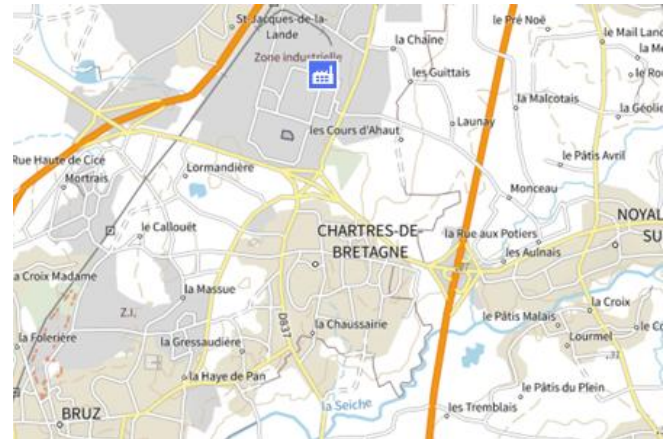 St-Jacques-de-la-
Lande
la Chaîne
le Pré Noë
le Mail Land
la Me
Zone industrielle
les Guittais
le Ro
la Malcotais
la Géolie
Launay
les Cours d'Ahaut
le Pâtis Avril
Rue Haute de Cicé
Mortrais
Lormandière
Monceau
le Callouët
CHARTRES-DE-
BRETAGNE
la Rue aux Potiers
NOYAL
SU
les Aulnais
la Croix Madame
la Massue
Z.I.
D837
la Croix
la Folerière
la Chaussairie
le Pâtis Malais
le Co
la Gressaudière
Lourmel
31
la Haye de Pan
le Pâtis du Plein
la Seiche
les Tremblais
BRUZ